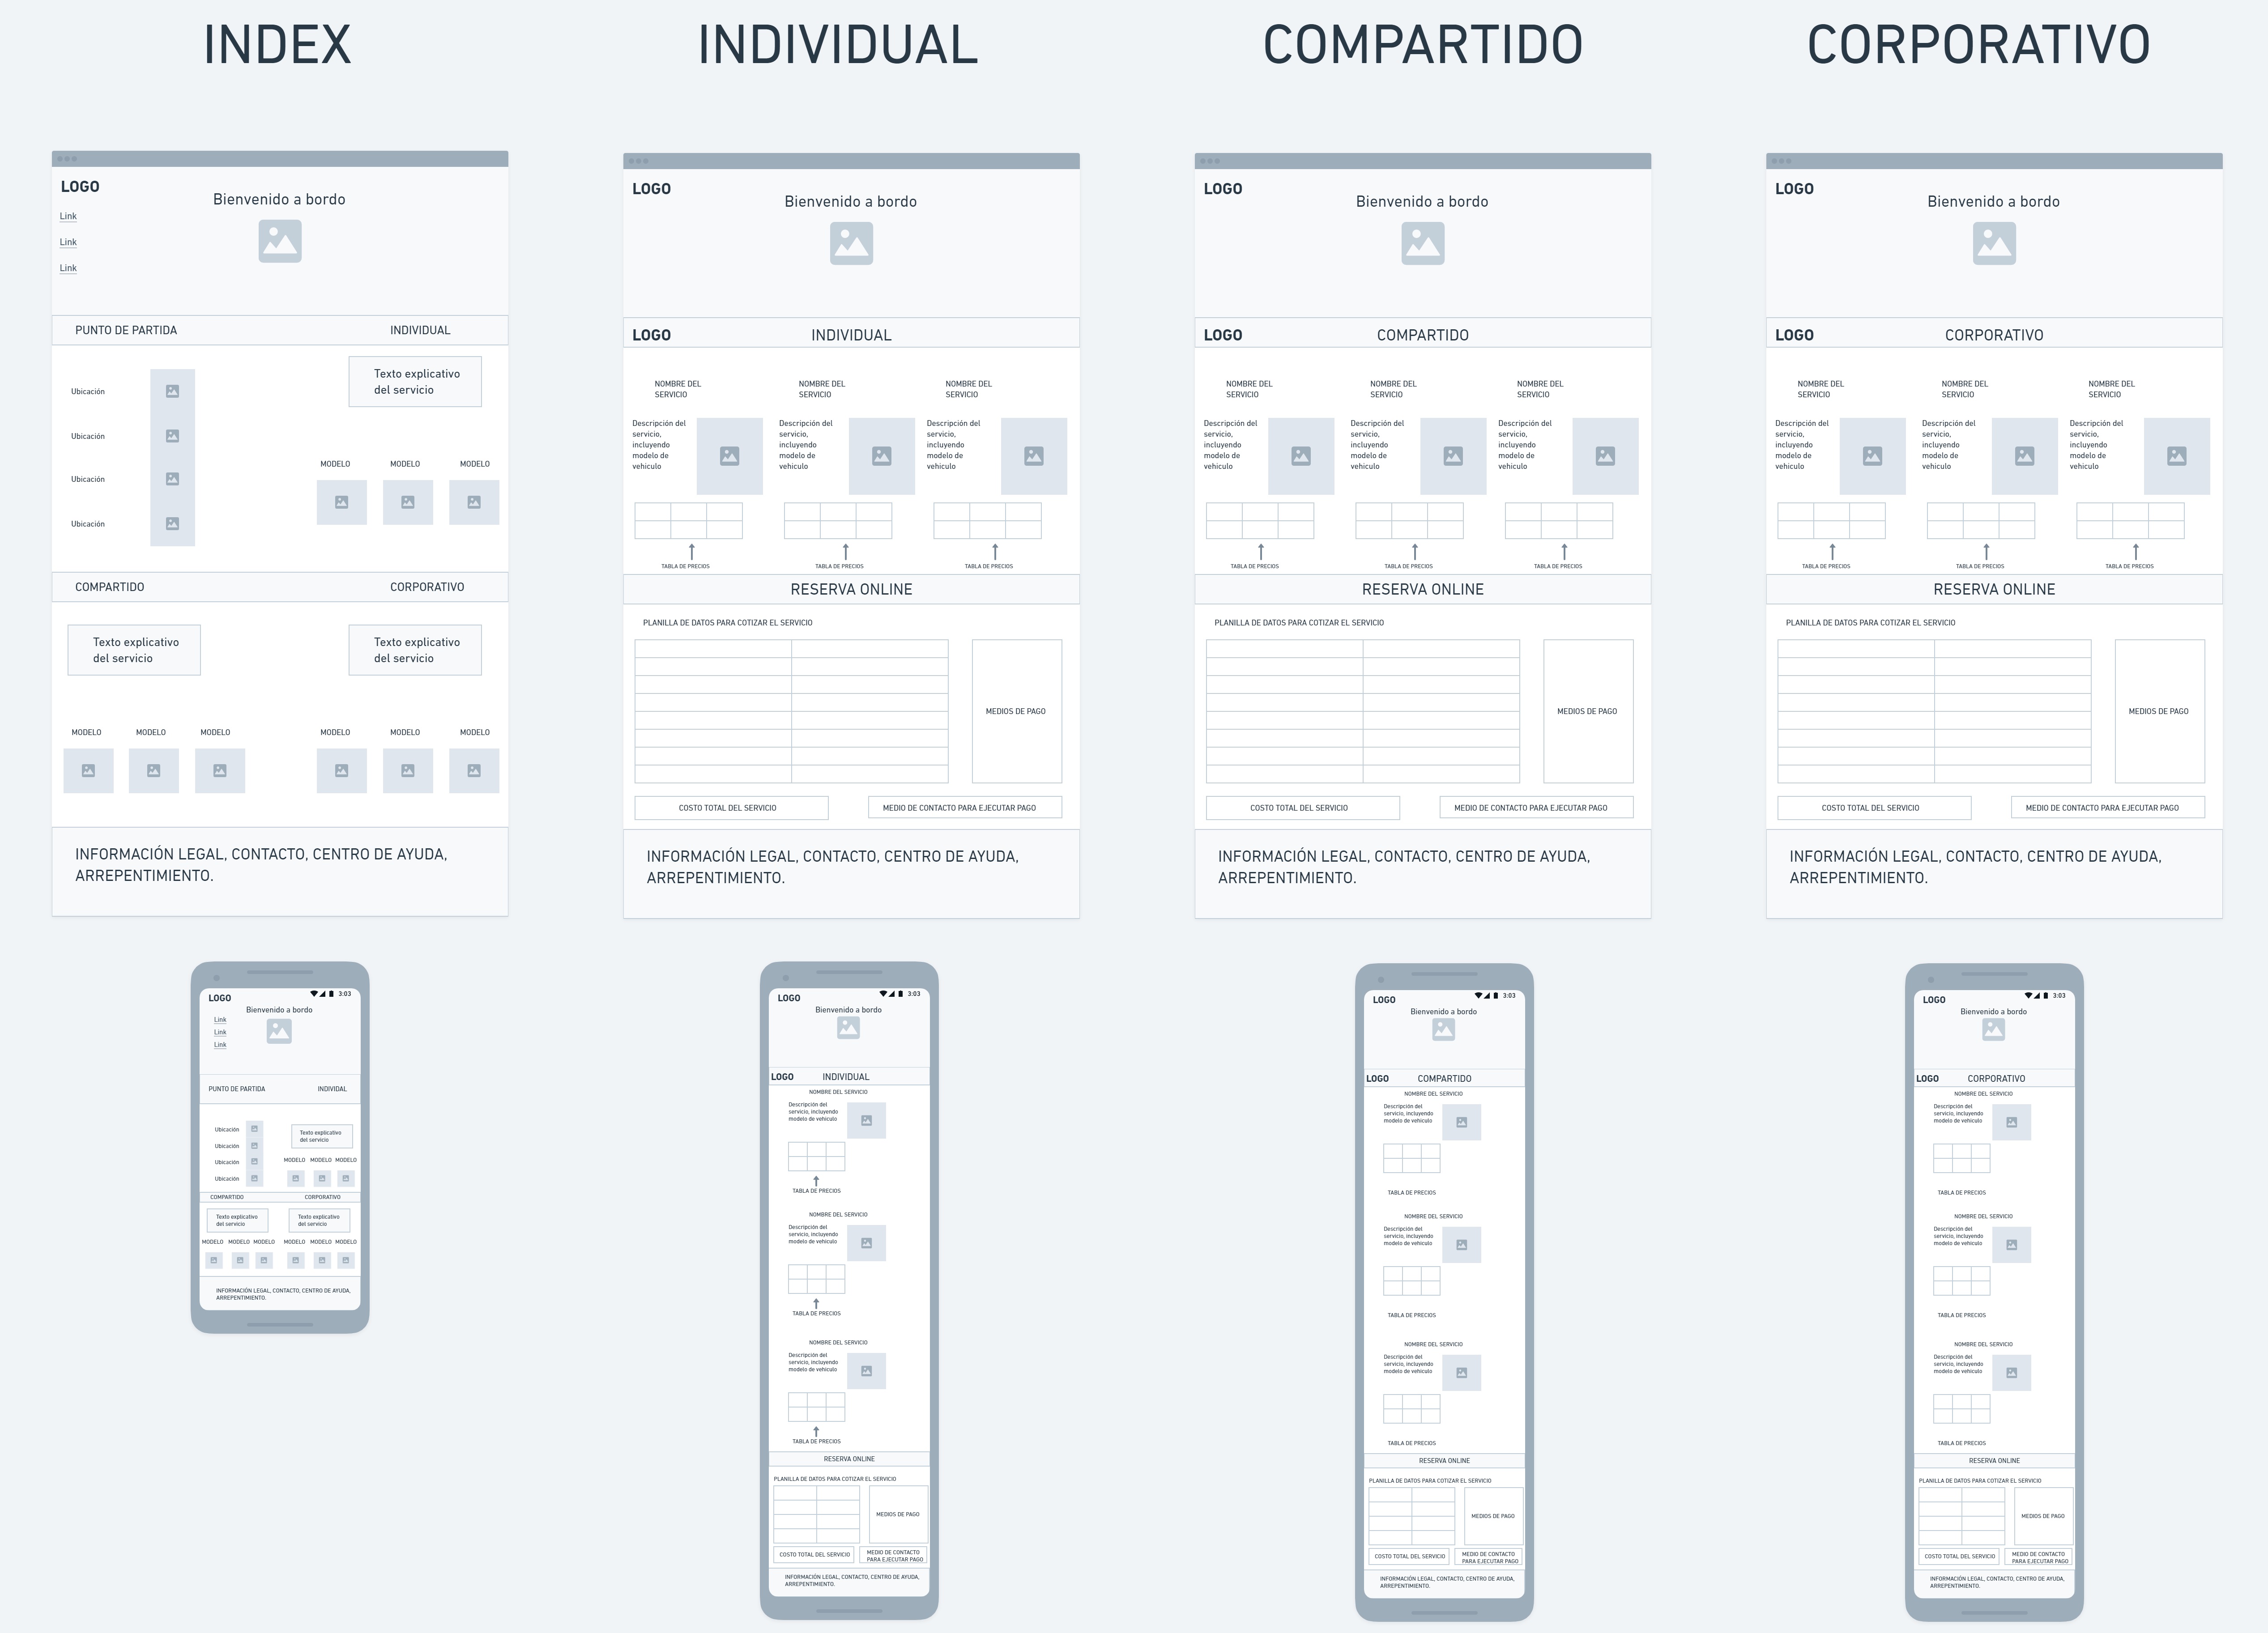 INDEX
INDIVIDUAL
COMPARTIDO
CORPORATIVO
LOGO
Bienvenido a bordo
Link
Link
Link
PUNTO DE PARTIDA
INDIVIDUAL
Ubicación
Ubicación
Ubicación
Ubicación
Texto explicativo
del servicio
MODELO MODELO MODELO
COMPARTIDO
CORPORATIVO
Texto explicativo
del servicio
Texto explicativo
del servicio
MODELO MODELO MODELO
MODELO MODELO MODELO
INFORMACIÓN LEGAL, CONTACTO, CENTRO DE AYUDA,
ARREPENTIMIENTO.
LOGO
Bienvenido a bordo
LOGO
INDIVIDUAL
NOMBRE DEL
SERVICIO
Descripción del
servicio,
incluyendo
modelo de
vehiculo
TABLA DE PRECIOS
NOMBRE DEL
SERVICIO
Descripción del
servicio,
incluyendo
modelo de
vehiculo
TABLA DE PRECIOS
NOMBRE DEL
SERVICIO
Descripción del
servicio,
incluyendo
modelo de
vehiculo
TABLA DE PRECIOS
RESERVA ONLINE
PLANILLA DE DATOS PARA COTIZAR EL SERVICIO
MEDIOS DE PAGO
COSTO TOTAL DEL SERVICIO
MEDIO DE CONTACTO PARA EJECUTAR PAGO
INFORMACIÓN LEGAL, CONTACTO, CENTRO DE AYUDA,
ARREPENTIMIENTO.
LOGO
Bienvenido a bordo
LOGO
COMPARTIDO
NOMBRE DEL
SERVICIO
Descripción del
servicio,
incluyendo
modelo de
vehiculo
TABLA DE PRECIOS
NOMBRE DEL
SERVICIO
Descripción del
servicio,
incluyendo
modelo de
vehiculo
TABLA DE PRECIOS
NOMBRE DEL
SERVICIO
Descripción del
servicio,
incluyendo
modelo de
vehiculo
TABLA DE PRECIOS
RESERVA ONLINE
PLANILLA DE DATOS PARA COTIZAR EL SERVICIO
MEDIOS DE PAGO
COSTO TOTAL DEL SERVICIO
MEDIO DE CONTACTO PARA EJECUTAR PAGO
INFORMACIÓN LEGAL, CONTACTO, CENTRO DE AYUDA,
ARREPENTIMIENTO.
LOGO
Bienvenido a bordo
LOGO
CORPORATIVO
NOMBRE DEL
SERVICIO
Descripción del
servicio,
incluyendo
modelo de
vehiculo
TABLA DE PRECIOS
NOMBRE DEL
SERVICIO
Descripción del
servicio,
incluyendo
modelo de
vehiculo
TABLA DE PRECIOS
NOMBRE DEL
SERVICIO
Descripción del
servicio,
incluyendo
modelo de
vehiculo
TABLA DE PRECIOS
RESERVA ONLINE
PLANILLA DE DATOS PARA COTIZAR EL SERVICIO
MEDIOS DE PAGO
COSTO TOTAL DEL SERVICIO
MEDIO DE CONTACTO PARA EJECUTAR PAGO
INFORMACIÓN LEGAL, CONTACTO, CENTRO DE AYUDA,
ARREPENTIMIENTO.
3:03
LOGO
Bienvenido a bordo
Link
Link
Link
PUNTO DE PARTIDA
INDIVIDAL
Ubicación
Ubicación
Ubicación
Ubicación
Texto explicativo
del servicio
MODELO MODELO MODELO
COMPARTIDO
CORPORATIVO
Texto explicativo
del servicio
Texto explicativo
del servicio
MODELO MODELO MODELO
MODELO MODELO MODELO
INFORMACIÓN LEGAL, CONTACTO, CENTRO DE AYUDA,
ARREPENTIMIENTO.
3:03
LOGO
Bienvenido a bordo
LOGO
INDIVIDUAL
NOMBRE DEL SERVICIO
Descripción del
servicio, incluyendo
modelo de vehiculo
TABLA DE PRECIOS
NOMBRE DEL SERVICIO
Descripción del
servicio, incluyendo
modelo de vehiculo
TABLA DE PRECIOS
NOMBRE DEL SERVICIO
Descripción del
servicio, incluyendo
modelo de vehiculo
TABLA DE PRECIOS
RESERVA ONLINE
PLANILLA DE DATOS PARA COTIZAR EL SERVICIO
MEDIOS DE PAGO
COSTO TOTAL DEL SERVICIO
MEDIO DE CONTACTO
PARA EJECUTAR PAGO
INFORMACIÓN LEGAL, CONTACTO, CENTRO DE AYUDA,
ARREPENTIMIENTO.
3:03
LOGO
Bienvenido a bordo
LOGO
COMPARTIDO
NOMBRE DEL SERVICIO
Descripción del
servicio, incluyendo
modelo de vehiculo
TABLA DE PRECIOS
NOMBRE DEL SERVICIO
Descripción del
servicio, incluyendo
modelo de vehiculo
TABLA DE PRECIOS
NOMBRE DEL SERVICIO
Descripción del
servicio, incluyendo
modelo de vehiculo
TABLA DE PRECIOS
RESERVA ONLINE
PLANILLA DE DATOS PARA COTIZAR EL SERVICIO
MEDIOS DE PAGO
COSTO TOTAL DEL SERVICIO
MEDIO DE CONTACTO
PARA EJECUTAR PAGO
INFORMACIÓN LEGAL, CONTACTO, CENTRO DE AYUDA,
ARREPENTIMIENTO.
3:03
LOGO
Bienvenido a bordo
LOGO
CORPORATIVO
NOMBRE DEL SERVICIO
Descripción del
servicio, incluyendo
modelo de vehiculo
TABLA DE PRECIOS
NOMBRE DEL SERVICIO
Descripción del
servicio, incluyendo
modelo de vehiculo
TABLA DE PRECIOS
NOMBRE DEL SERVICIO
Descripción del
servicio, incluyendo
modelo de vehiculo
TABLA DE PRECIOS
RESERVA ONLINE
PLANILLA DE DATOS PARA COTIZAR EL SERVICIO
MEDIOS DE PAGO
COSTO TOTAL DEL SERVICIO
MEDIO DE CONTACTO
PARA EJECUTAR PAGO
INFORMACIÓN LEGAL, CONTACTO, CENTRO DE AYUDA,
ARREPENTIMIENTO.